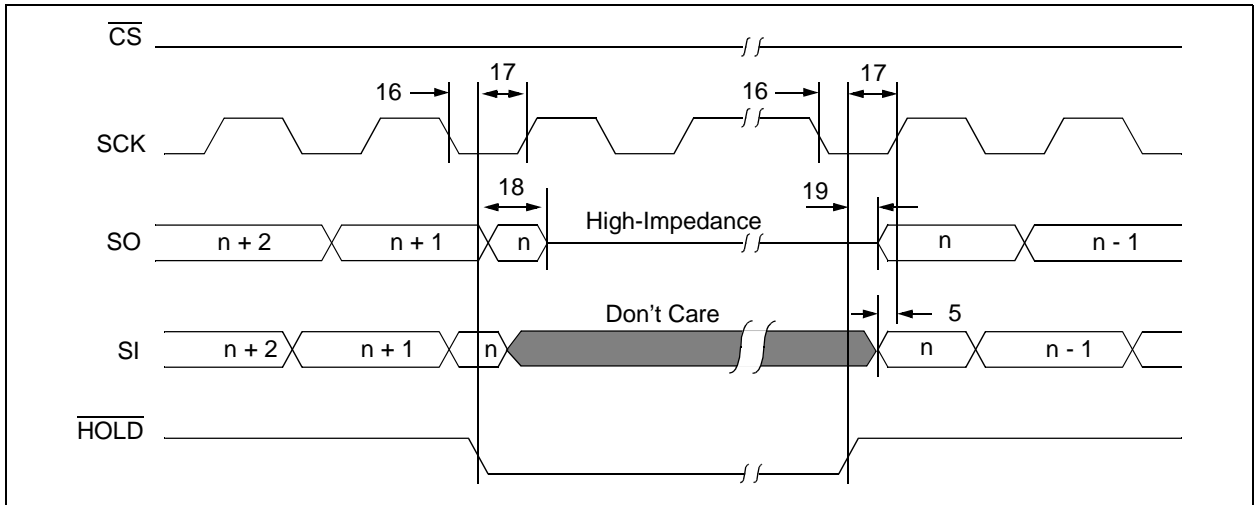 CS
16 17 16 17
SCK
18 High-Impedance 19
SO n + 2 n + 1 n n n - 1
Don't Care 5
SI n + 2 n + 1 n n n - 1
HOLD